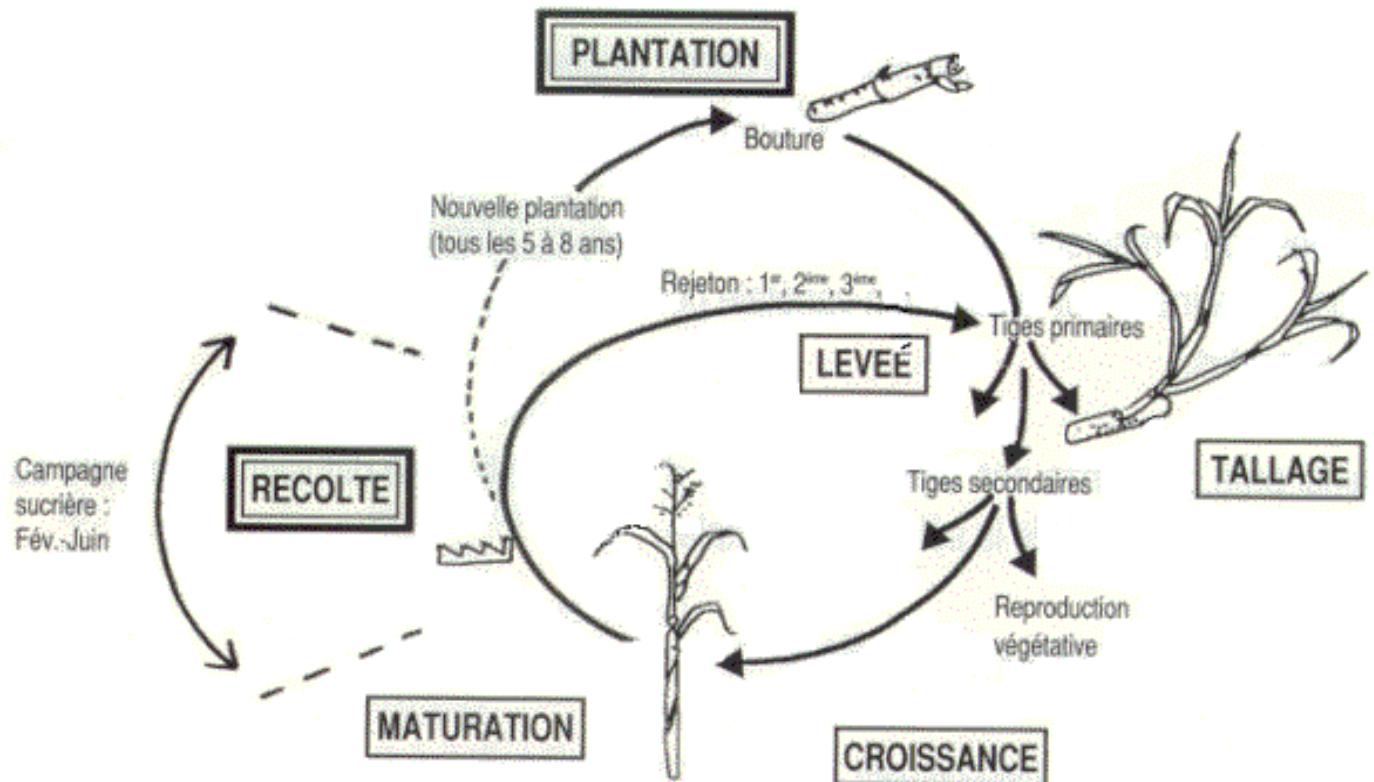 PLANTATION
Bouture
Nouvelle plantation
(tous les 5 à 8 ans)
Rejeton : 1er, 2ème, 3ème,
Tiges primaires
LEVEÉ
TALLAGE
Tiges secondaires
Campagne
sucrière :
Fév.-Juin
RECOLTE
Reproduction
végétative
MATURATION
CROISSANCE